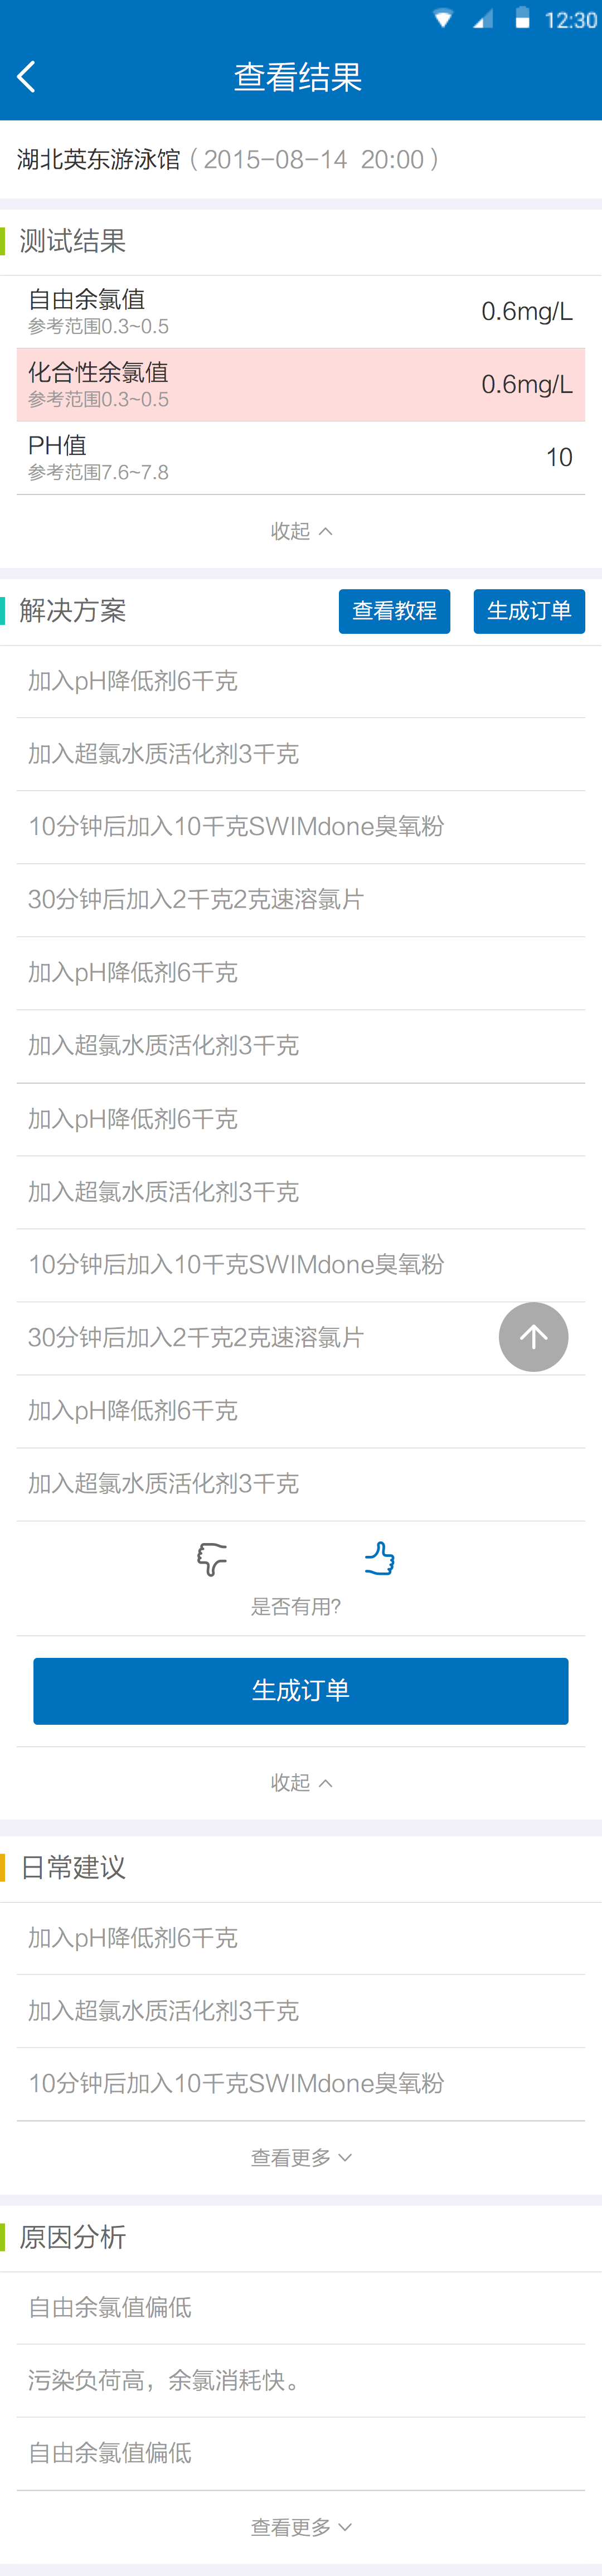 12:30
查看结果
湖北英东游泳馆（2015-08-14 20:00）
测试结果
自由余氯值
参考范围0.3~0.5
0.6mg/L
化合性余氯值
参考范围0.3~0.5
0.6mg/L
PH值
参考范围7.6~7.8
10
收起
解决方案 查看教程 生成订单
加入pH降低剂6千克
加入超氯水质活化剂3千克
10分钟后加入10千克SWIMdone臭氧粉
30分钟后加入2千克2克速溶氯片
加入pH降低剂6千克
加入超氯水质活化剂3千克
加入pH降低剂6千克
加入超氯水质活化剂3千克
10分钟后加入10千克SWIMdone臭氧粉
30分钟后加入2千克2克速溶氯片
加入pH降低剂6千克
加入超氯水质活化剂3千克
是否有用?
生成订单
收起
日常建议
加入pH降低剂6千克
加入超氯水质活化剂3千克
10分钟后加入10千克SWIMdone臭氧粉
查看更多
原因分析
自由余氯值偏低
污染负荷高，余氯消耗快。
自由余氯值偏低
查看更多